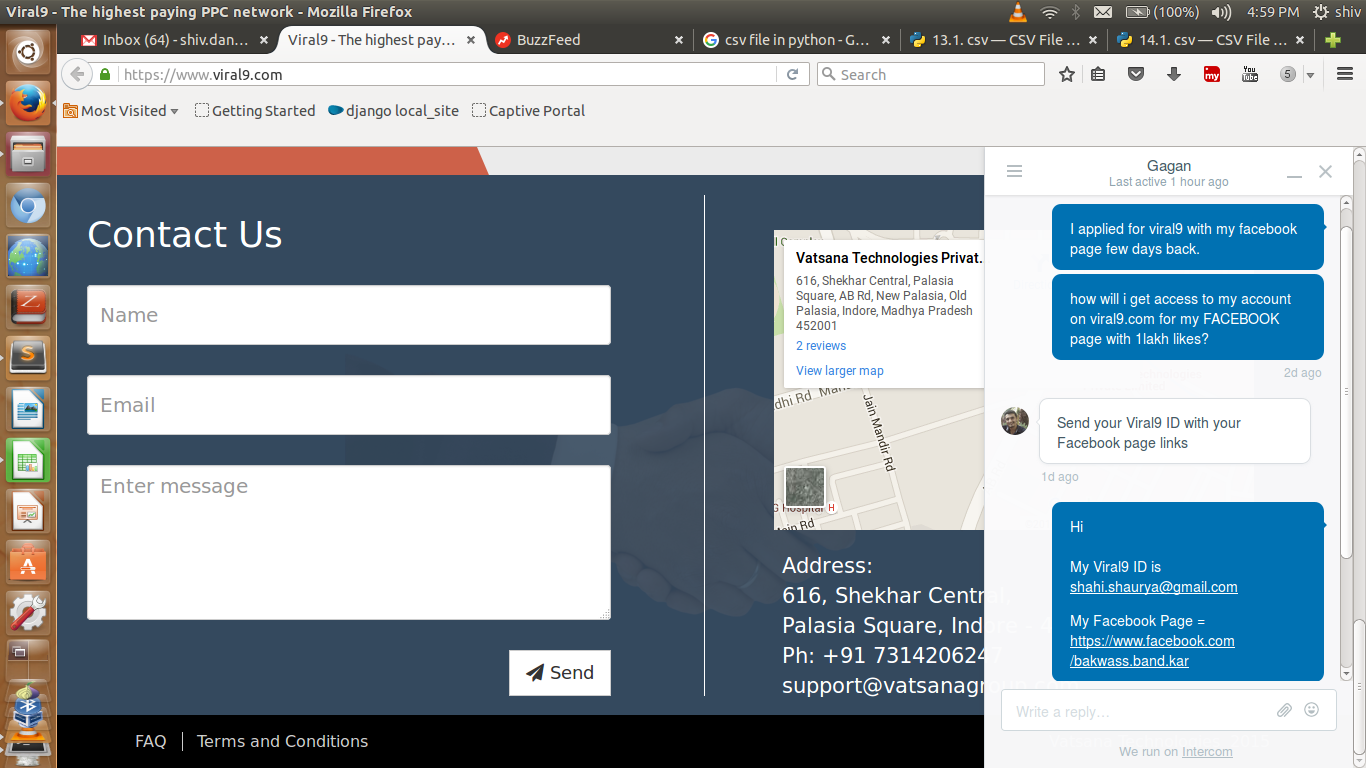 Viral9 - The highest paying PPC network - Mozilla Firefox
(100%)
4:59 PM
shiv
Inbox (64) - shiv.dan...
Viral9 - The highest pay...
BuzzFeed
csv file in python - G...
13.1. csv — CSV File ...
14.1. csv — CSV File ...
https://www.viral9.com
Search
my
You
Tube
5
Most Visited
Getting Started
django local_site
Captive Portal
Contact Us
Name
Email
Enter message
Send
Vatsana Technologies Privat.
616, Shekhar Central, Palasia
Square, AB Rd, New Palasia, Old
Palasia, Indore, Madhya Pradesh
452001
2 reviews
View larger map
Jain Mandir Rd
Hospital
H
Address:
616, Shekhar Central,
Palasia Square, Indore - 4
Ph: +91 7314206247
support@vatsanagroup
FAQ
Terms and Conditions
Gagan
Last active 1 hour ago
I applied for viral9 with my facebook
page few days back.
how will i get access to my account
on viral9.com for my FACEBOOK
page with 1lakh likes?
2d ago
Send your Viral9 ID with your
Facebook page links
1d ago
Hi
My Viral9 ID is
shahi.shaurya@gmail.com
My Facebook Page =
https://www.facebook.com
/bakwass.band.kar
Write a reply...
We run on Intercom